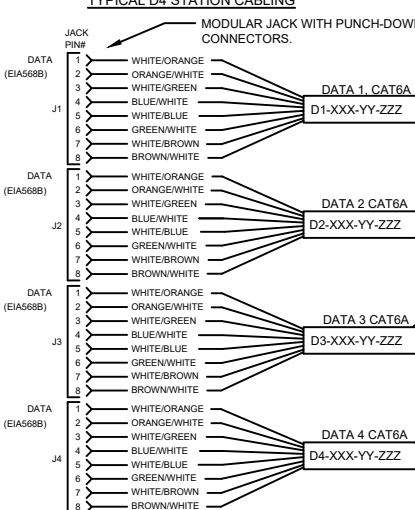 TYPICAL D4 STATION CABLING
MODULAR JACK WITH PUNCH-DOWN
CONNECTORS.
JACK
PIN#
DATA
(EIA568B)
J1
1 WHITE/ORANGE
2 ORANGE/WHITE
3 WHITE/GREEN
4 BLUE/WHITE
5 WHITE/BLUE
6 GREEN/WHITE
7 WHITE/BROWN
8 BROWN/WHITE
DATA 1, CAT6A
D1-XXX-YY-ZZZ
DATA
(EIA568B)
J2
1 WHITE/ORANGE
2 ORANGE/WHITE
3 WHITE/GREEN
4 BLUE/WHITE
5 WHITE/BLUE
6 GREEN/WHITE
7 WHITE/BROWN
8 BROWN/WHITE
DATA 2 CAT6A
D2-XXX-YY-ZZZ
DATA
(EIA568B)
J3
1 WHITE/ORANGE
2 ORANGE/WHITE
3 WHITE/GREEN
4 BLUE/WHITE
5 WHITE/BLUE
6 GREEN/WHITE
7 WHITE/BROWN
8 BROWN/WHITE
DATA 3 CAT6A
D3-XXX-YY-ZZZ
DATA
(EIA568B)
J4
1 WHITE/ORANGE
2 ORANGE/WHITE
3 WHITE/GREEN
4 BLUE/WHITE
5 WHITE/BLUE
6 GREEN/WHITE
7 WHITE/BROWN
8 BROWN/WHITE
DATA 4 CAT6A
D4-XXX-YY-ZZZ